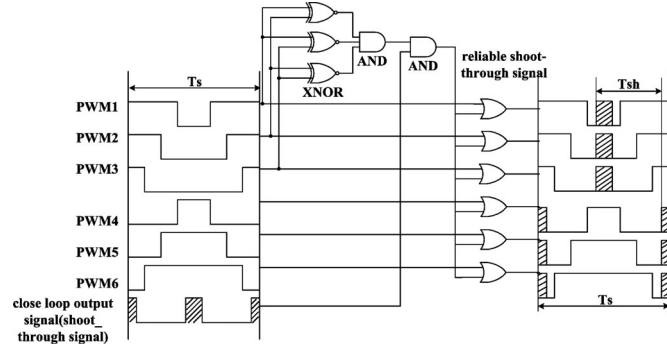 AND
AND
XNOR
reliable shoot-
through signal
Ts
Tsh
PWM1
PWM2
PWM3
PWM4
PWM5
PWM6
close loop output
signal(shoot_
through signal)
Ts